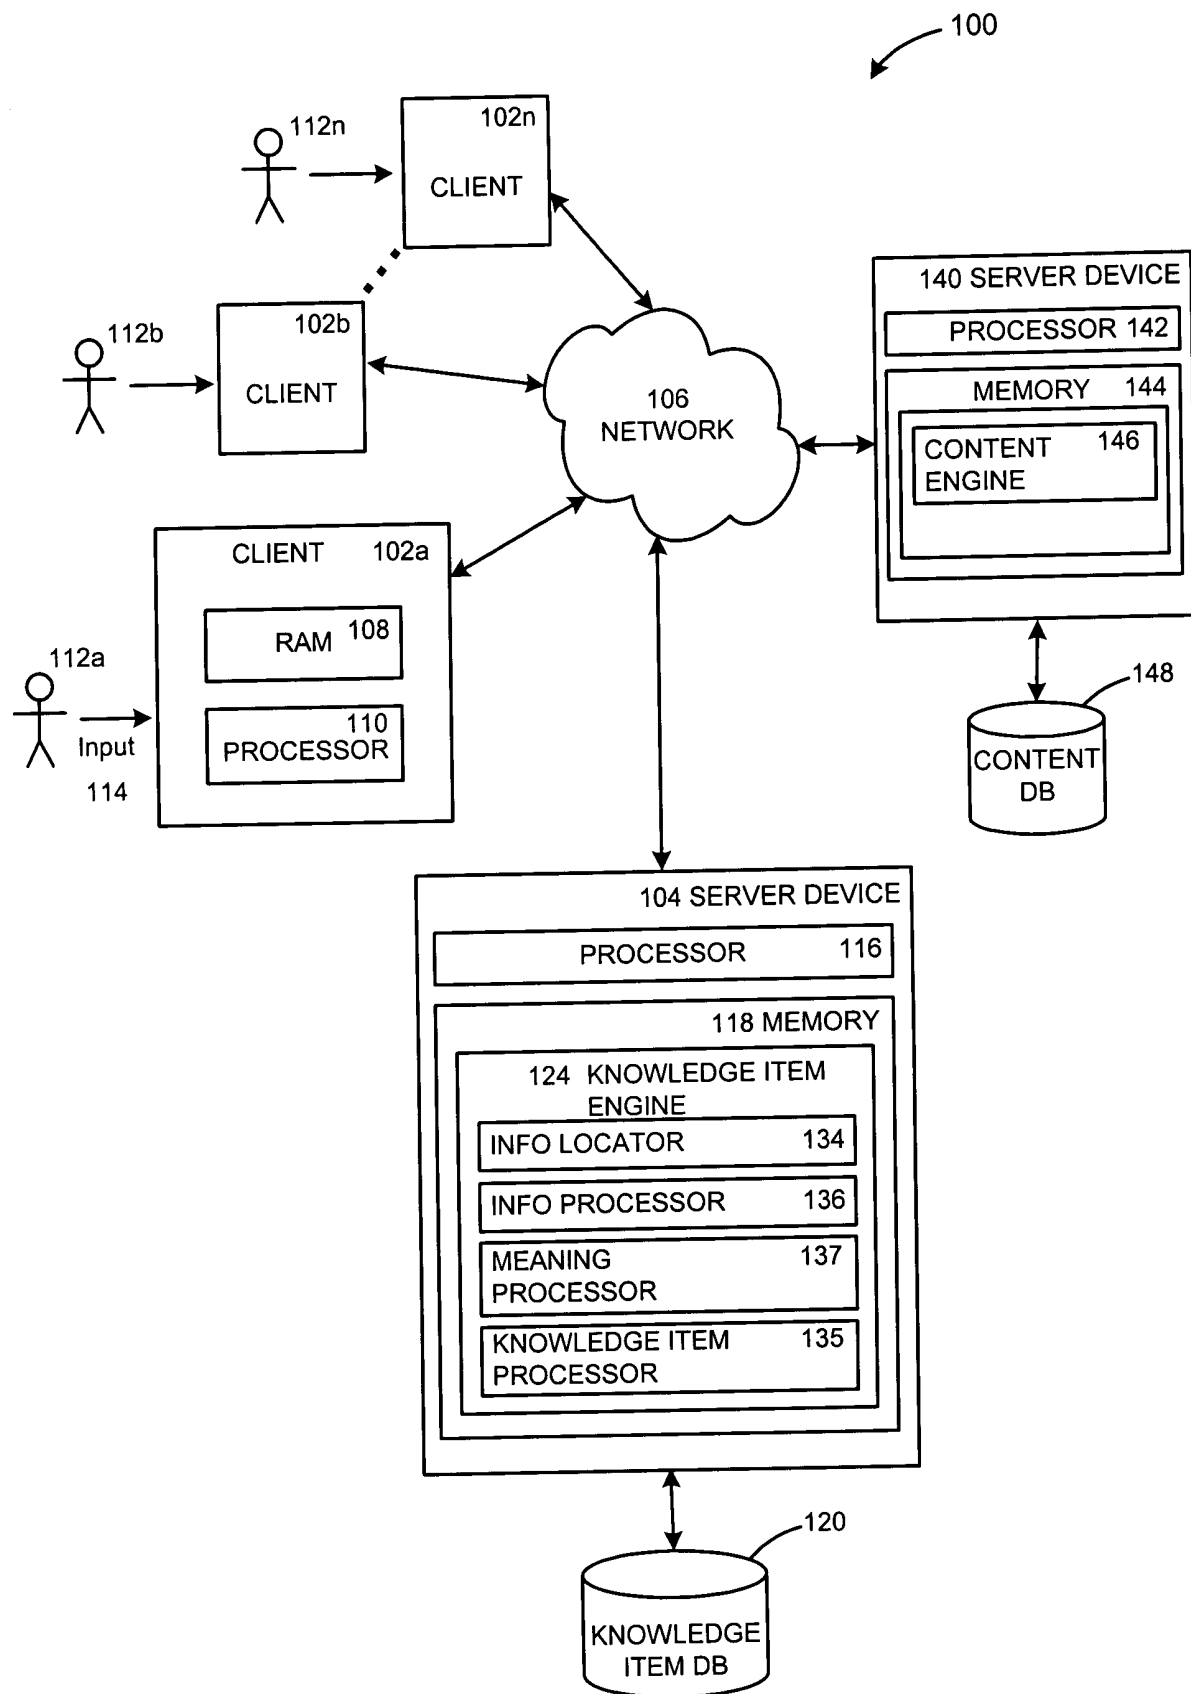 100
112n
102n
CLIENT
112b
102b
CLIENT
106
NETWORK
140 SERVER DEVICE
PROCESSOR 142
MEMORY 144
CONTENT 146
ENGINE
148
CONTENT
DB
CLIENT 102a
RAM 108
110
PROCESSOR
112a
Input
114
104 SERVER DEVICE
PROCESSOR 116
118 MEMORY
124 KNOWLEDGE ITEM
ENGINE
INFO LOCATOR 134
INFO PROCESSOR 136
MEANING 137
PROCESSOR
KNOWLEDGE ITEM 135
PROCESSOR
120
KNOWLEDGE
ITEM DB